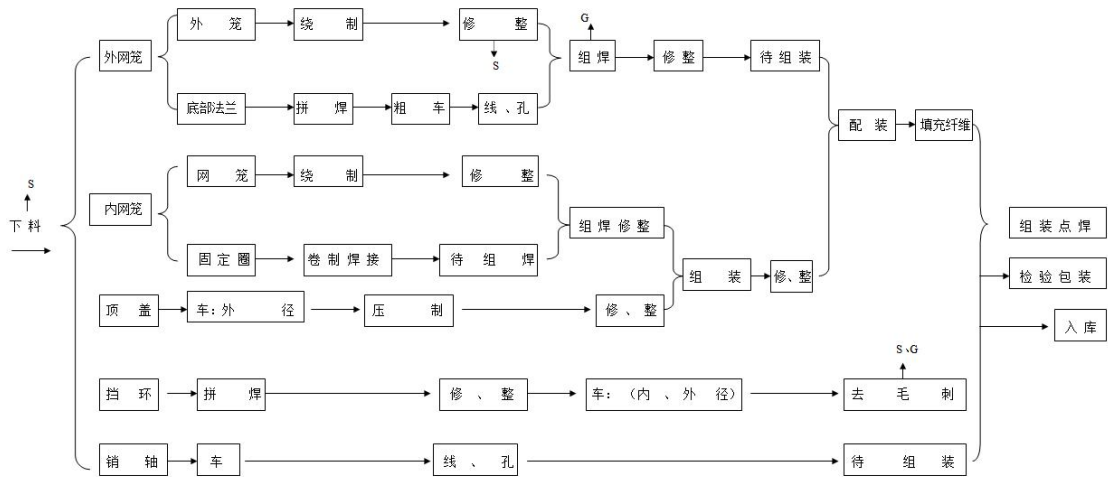 G
外 笼
绕 制
修 整
S
外网笼
组 焊
修 整
待 组 装
底部法兰
拼 焊
粗 车
线 、孔
配 装
填充纤维
网 笼
绕 制
修 整
S
下 料
内网笼
组 焊 修 整
组 装 点 焊
固 定 圈
卷 制 焊 接
待 组 焊
组 装
修、整
检 验 包 装
顶 盖
车：外 径
压 制
修 、 整
入 库
S、G
挡 环
拼 焊
修 、 整
车：（内 、外 径）
去 毛 刺
销 轴
车
线 、 孔
待 组 装